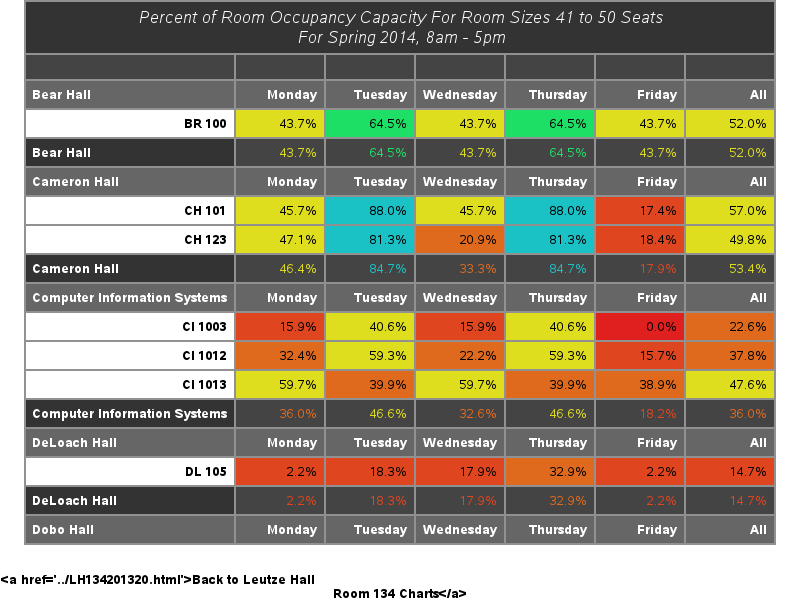 Percent of Room Occupancy Capacity For Room Sizes 41 to 50 Seats
For Spring 2014, 8am - 5pm
Bear Hall Monday Tuesday Wednesday Thursday Friday All
BR 100 43.7% 64.5% 43.7% 64.5% 43.7% 52.0%
Bear Hall 43.7% 64.5% 43.7% 64.5% 43.7% 52.0%
Cameron Hall Monday Tuesday Wednesday Thursday Friday All
CH 101 45.7% 88.0% 45.7% 88.0% 17.4% 57.0%
CH 123 47.1% 81.3% 20.9% 81.3% 18.4% 49.8%
Cameron Hall 46.4% 84.7% 33.3% 84.7% 17.9% 53.4%
Computer Information Systems Monday Tuesday Wednesday Thursday Friday All
CI 1003 15.9% 40.6% 15.9% 40.6% 0.0% 22.6%
CI 1012 32.4% 59.3% 22.2% 59.3% 15.7% 37.8%
CI 1013 59.7% 39.9% 59.7% 39.9% 38.9% 47.6%
Computer Information Systems 36.0% 46.6% 32.6% 46.6% 18.2% 36.0%
DeLoach Hall Monday Tuesday Wednesday Thursday Friday All
DL 105 2.2% 18.3% 17.9% 32.9% 2.2% 14.7%
DeLoach Hall 2.2% 18.3% 17.9% 32.9% 2.2% 14.7%
Dobo Hall Monday Tuesday Wednesday Thursday Friday All
&lt;a href='../LH134201320.html'&gt;Back to Leutze Hall
Room 134 Charts&lt;/a&gt;